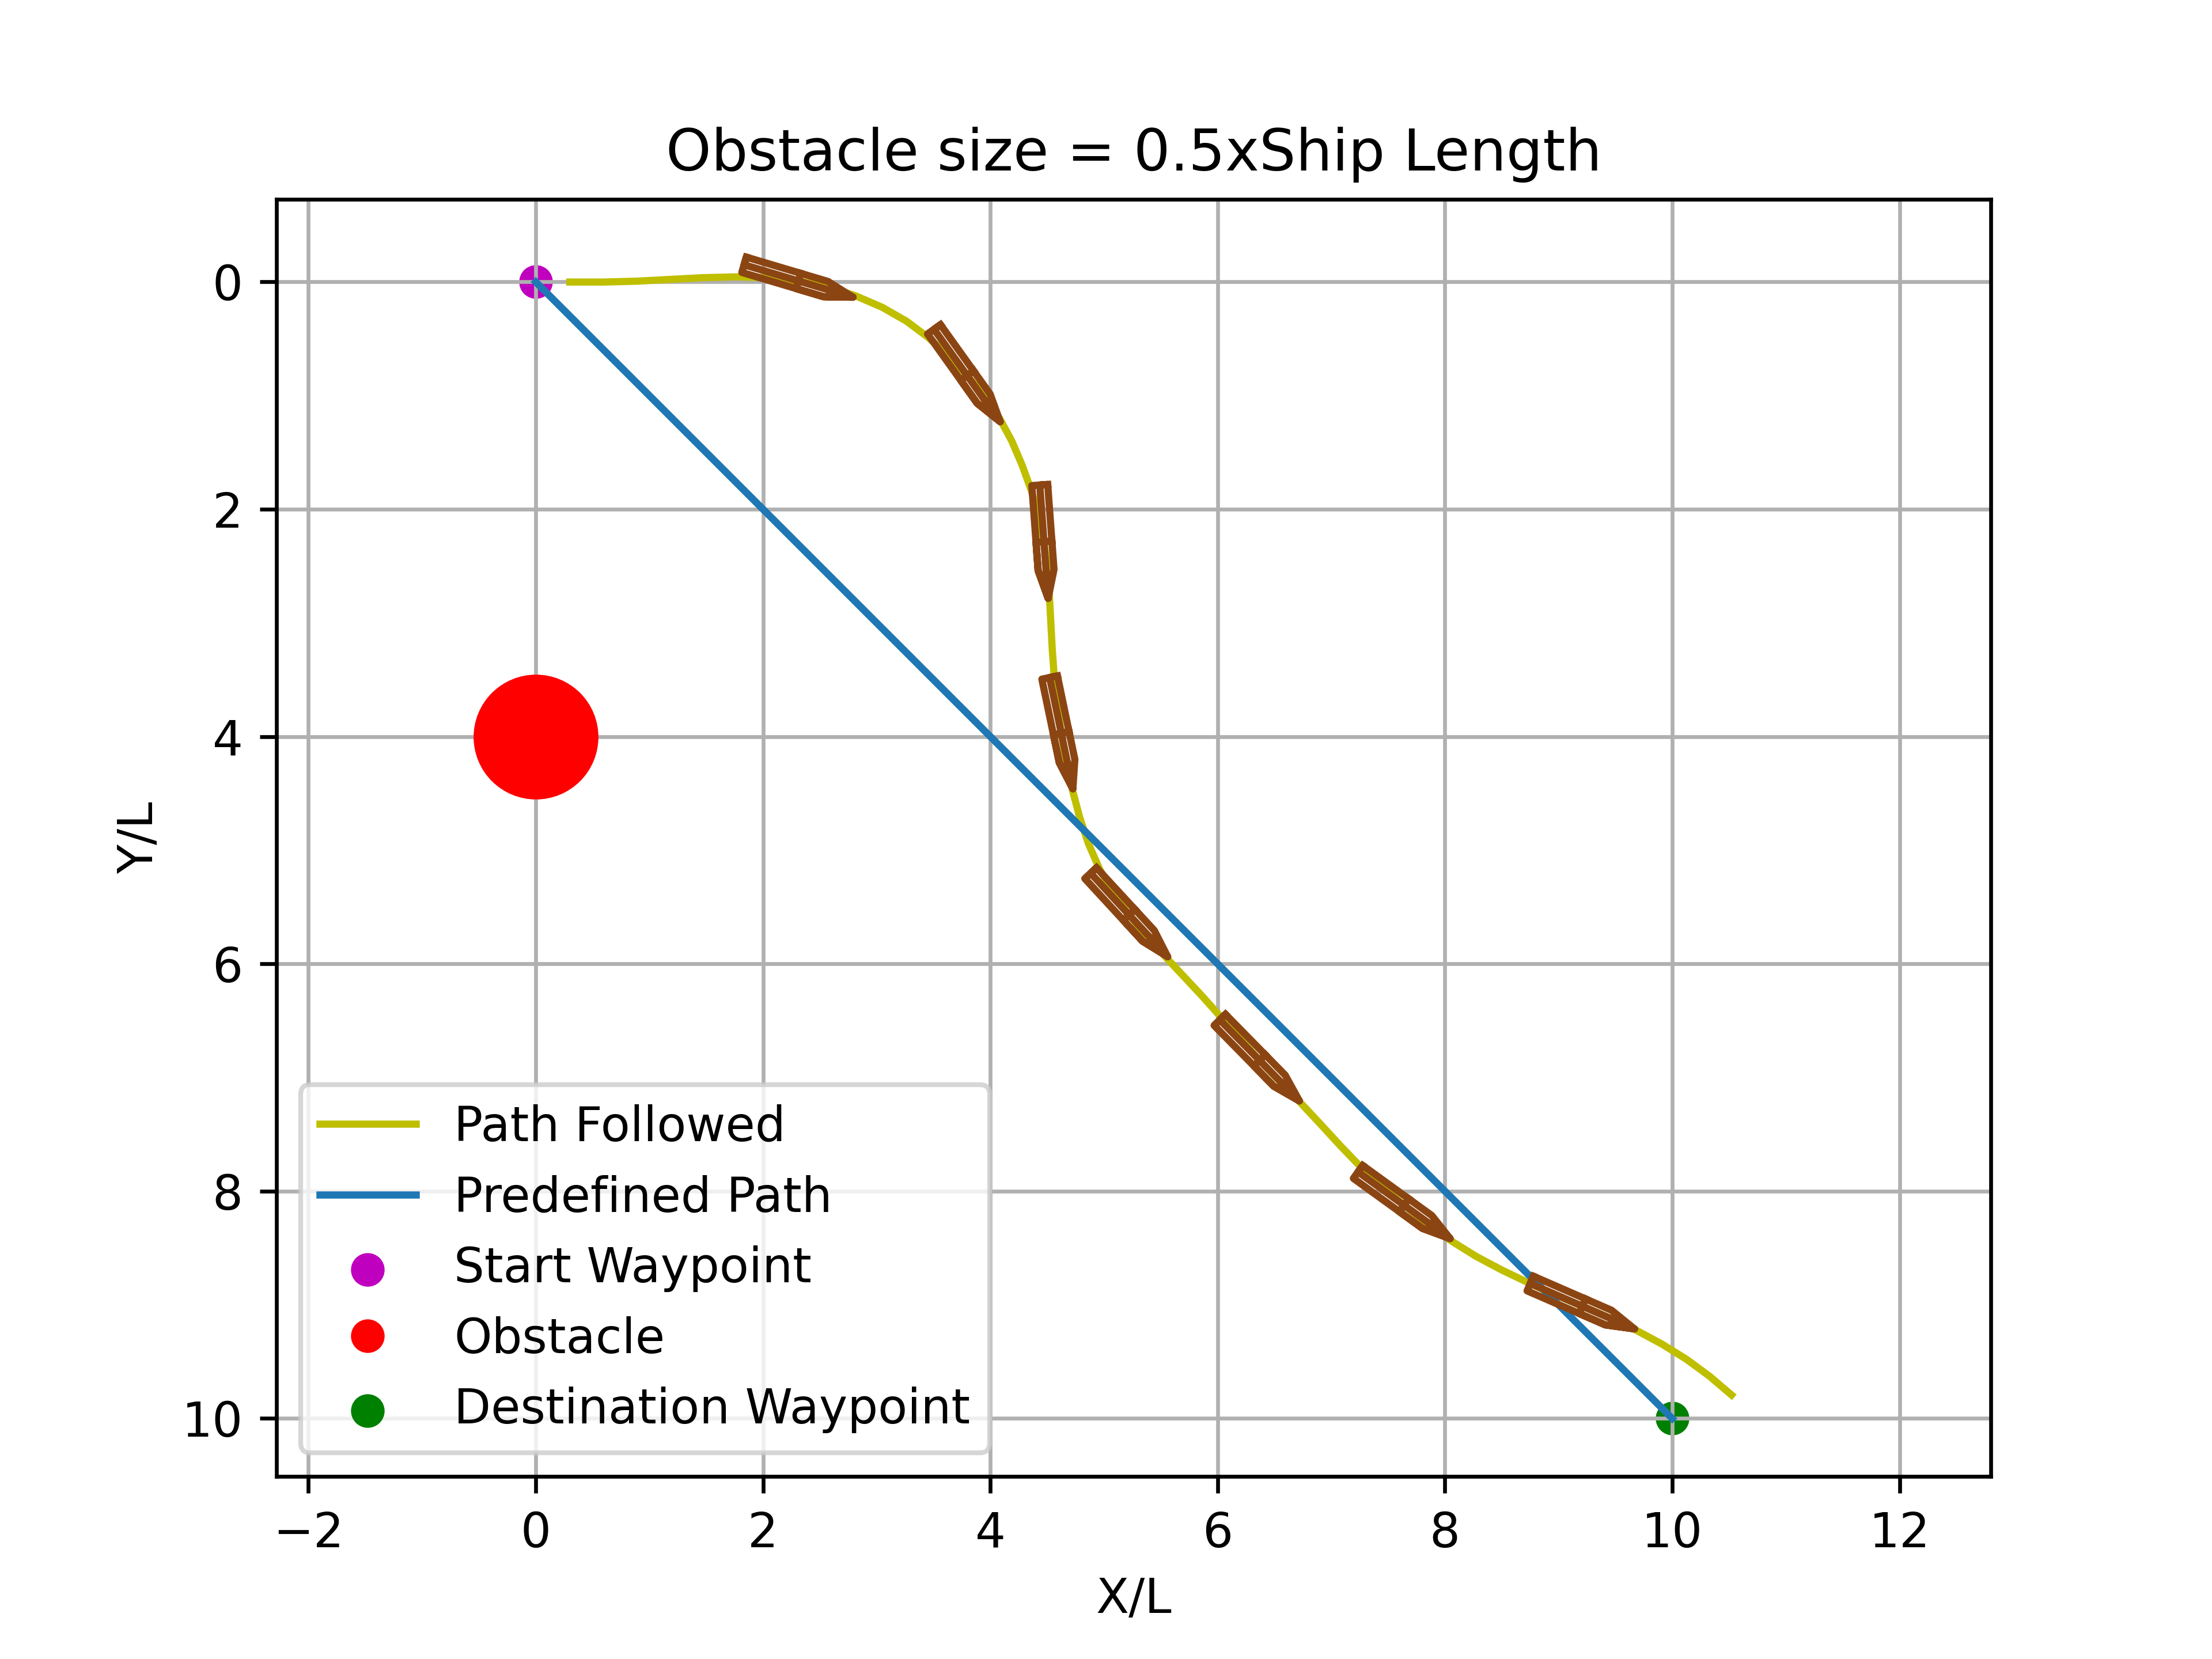 Obstacle size = 0.5xShip Length
0
2
4
6
8
10
Y/L
Path Followed
Predefined Path
Start Waypoint
Obstacle
Destination Waypoint
−2 0 2 4 6 8 10 12
X/L